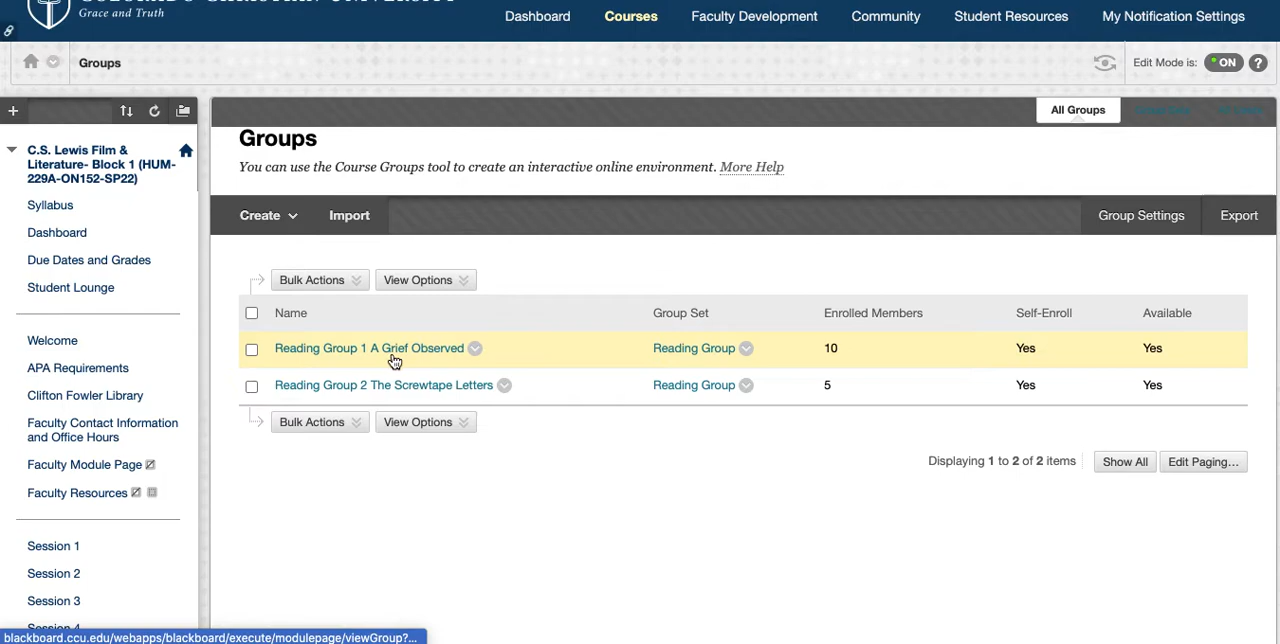 COLORADO CHRISTIAN UNIVERSITY
Grace and Truth
Dashboard
Courses
Faculty Development
Community
Student Resources
My Notification Settings
Groups
Edit Mode is:
ON
?
All Groups
C.S. Lewis Film &
Literature- Block 1 (HUM-
229A-ON152-SP22)
Syllabus
Dashboard
Due Dates and Grades
Student Lounge
Welcome
APA Requirements
Clifton Fowler Library
Faculty Contact Information
and Office Hours
Faculty Module Page
Faculty Resources
Session 1
Session 2
Session 3
Session 4
Groups
You can use the Course Groups tool to create an interactive online environment. More Help
Create
Import
Group Settings
Export
Bulk Actions
View Options
Name
Group Set
Enrolled Members
Self-Enroll
Available
Reading Group 1 A Grief Observed
Reading Group
10
Yes
Yes
Reading Group 2 The Screwtape Letters
Reading Group
5
Yes
Yes
Bulk Actions
View Options
Displaying 1 to 2 of 2 items
Show All
Edit Paging...
blackboard.ccu.edu/webapps/blackboard/execute/modulepage/viewGroup?...